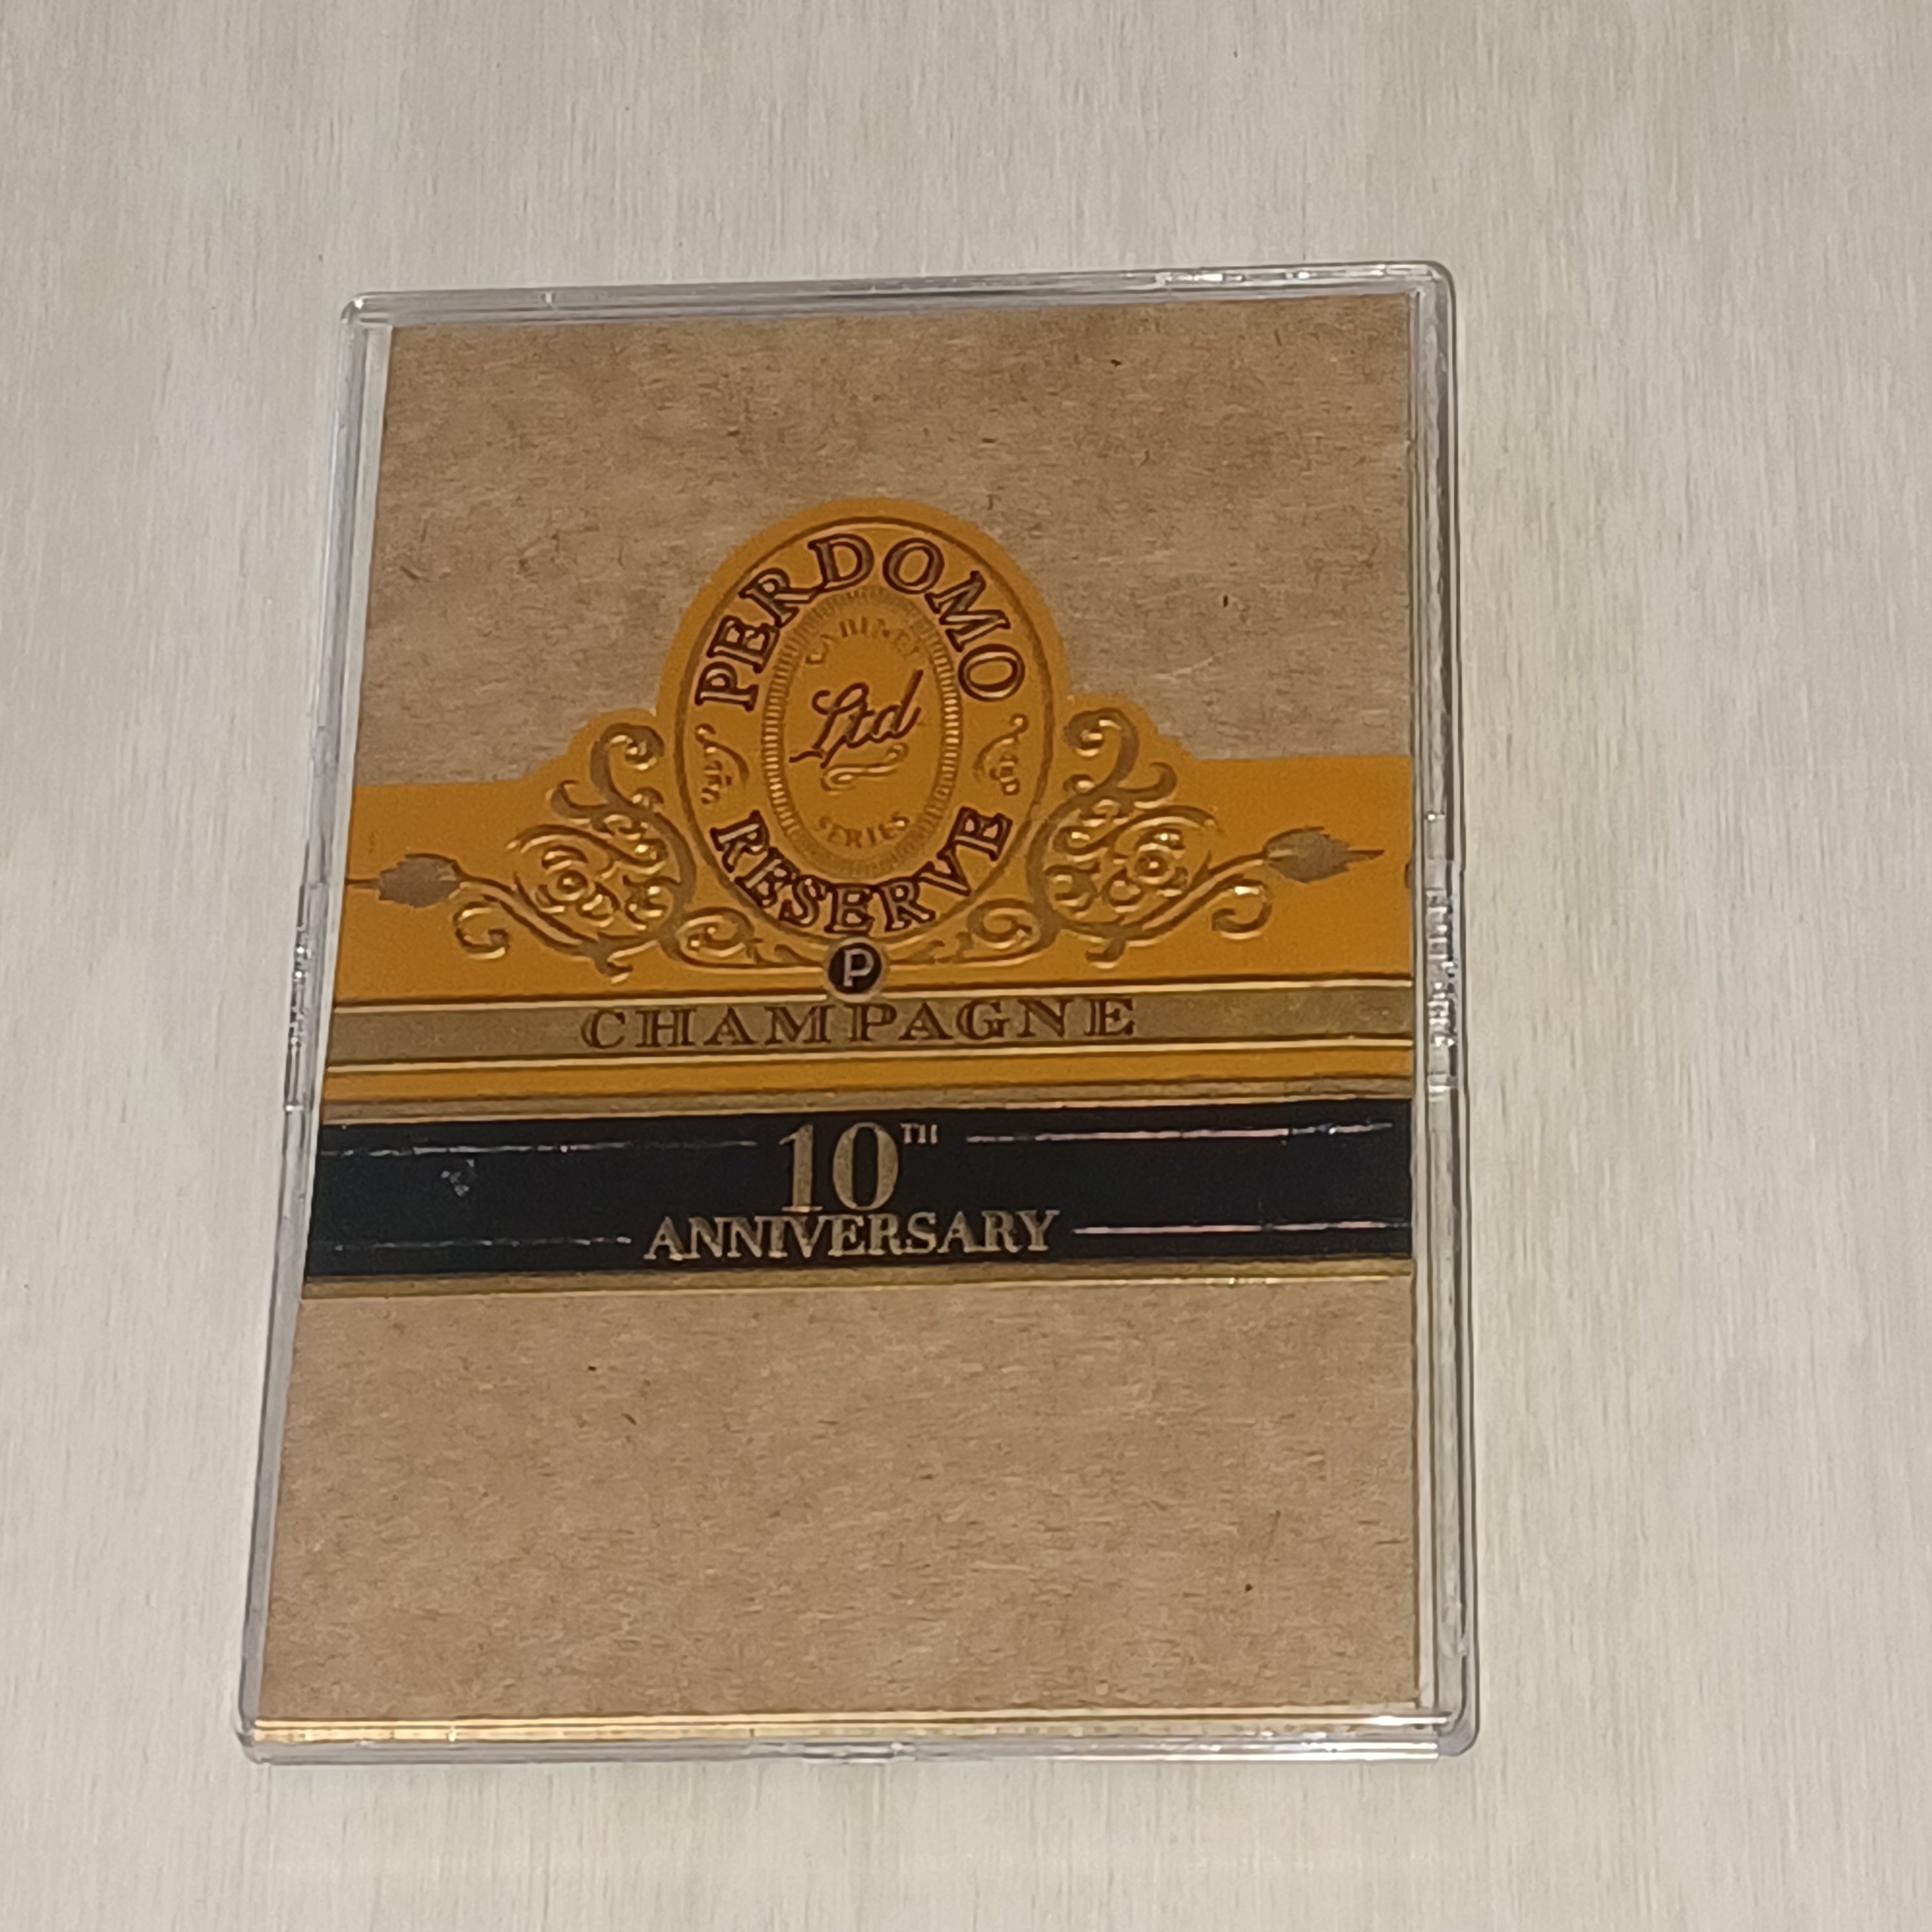 PERDOMO
CABINET
Ltd
SERIES
RESERVE
P
CHAMPAGNE
10TH
ANNIVERSARY